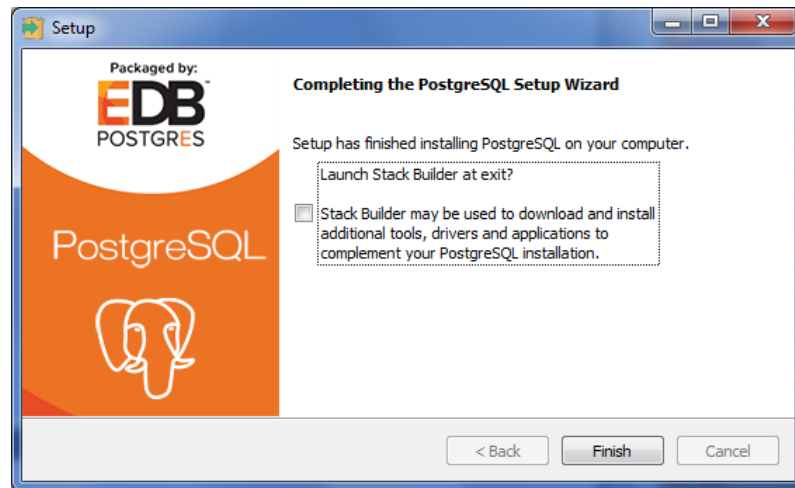 Setup
Packaged by:
EDB
POSTGRES
PostgreSQL
Completing the PostgreSQL Setup Wizard
Setup has finished installing PostgreSQL on your computer.
Launch Stack Builder at exit?
Stack Builder may be used to download and install
additional tools, drivers and applications to
complement your PostgreSQL installation.
< Back
Finish
Cancel